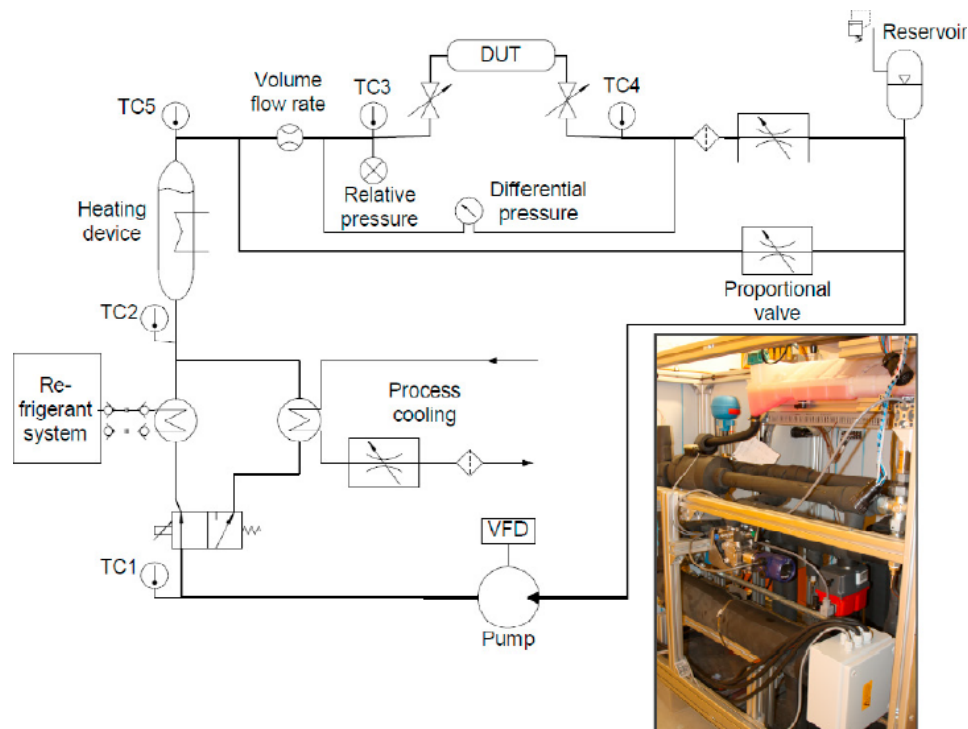 Reservoir
DUT
Volume
flow rate
TC3
TC4
TC5
Relative
pressure
Differential
pressure
Heating
device
Proportional
valve
TC2
Re-
frigerant
system
Process
cooling
VFD
TC1
Pump